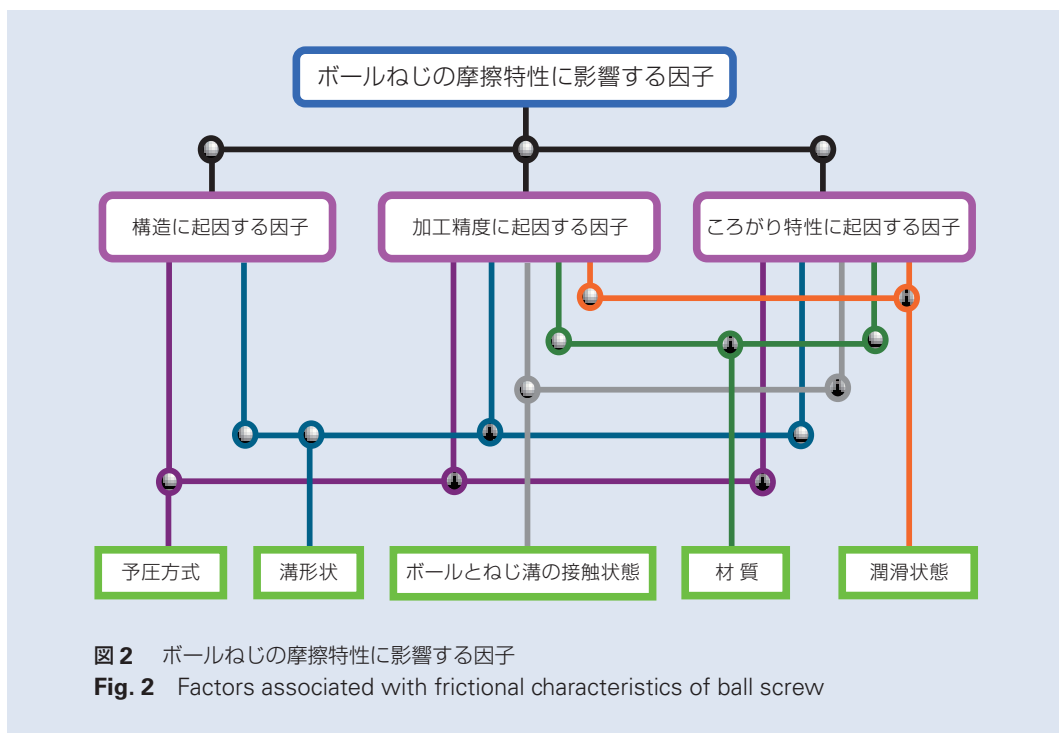 ボールねじの摩擦特性に影響する因子
構造に起因する因子
加工精度に起因する因子
ころがり特性に起因する因子
予圧方式
溝形状
ボールとねじ溝の接触状態
材 質
潤滑状態
図 2 ボールねじの摩擦特性に影響する因子
Fig. 2 Factors associated with frictional characteristics of ball screw